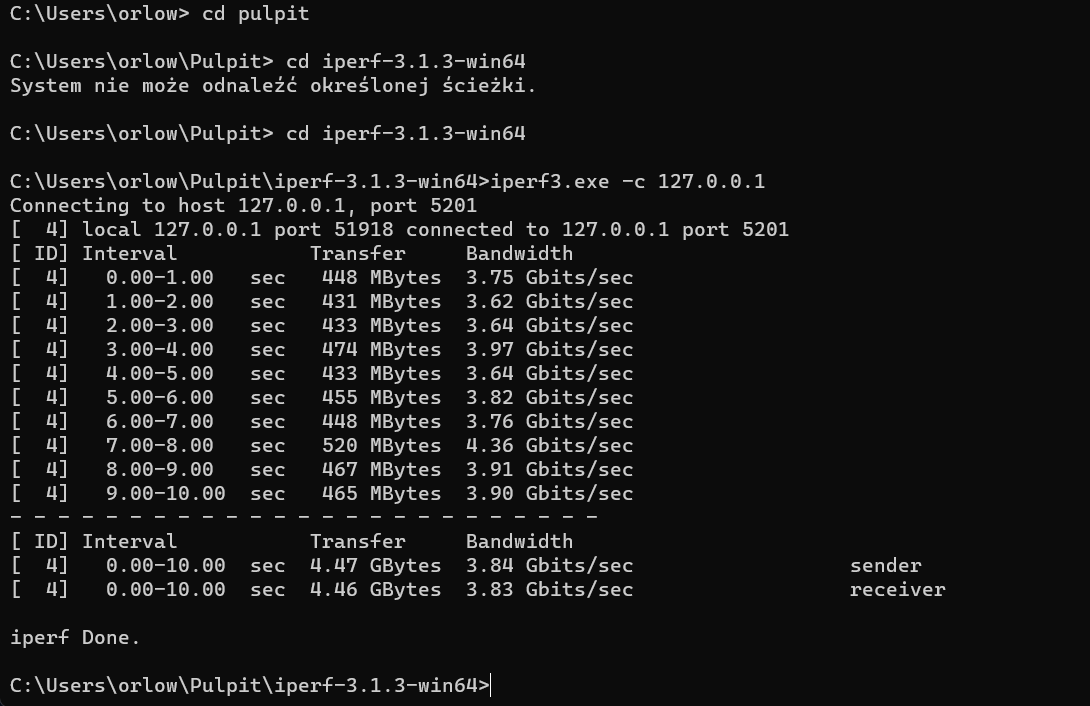 C:\Users\orlow> cd pulpit
C:\Users\orlow\Pulpit> cd iperf-3.1.3-win64
System nie może odnaleźć określonej ścieżki.
C:\Users\orlow\Pulpit> cd iperf-3.1.3-win64
C:\Users\orlow\Pulpit\iperf-3.1.3-win64>iperf3.exe -c 127.0.0.1
Connecting to host 127.0.0.1, port 5201
[  4] local 127.0.0.1 port 51918 connected to 127.0.0.1 port 5201
[ ID] Interval           Transfer     Bandwidth
[  4]   0.00-1.00   sec   448 MBytes  3.75 Gbits/sec
[  4]   1.00-2.00   sec   431 MBytes  3.62 Gbits/sec
[  4]   2.00-3.00   sec   433 MBytes  3.64 Gbits/sec
[  4]   3.00-4.00   sec   474 MBytes  3.97 Gbits/sec
[  4]   4.00-5.00   sec   433 MBytes  3.64 Gbits/sec
[  4]   5.00-6.00   sec   455 MBytes  3.82 Gbits/sec
[  4]   6.00-7.00   sec   448 MBytes  3.76 Gbits/sec
[  4]   7.00-8.00   sec   520 MBytes  4.36 Gbits/sec
[  4]   8.00-9.00   sec   467 MBytes  3.91 Gbits/sec
[  4]   9.00-10.00  sec   465 MBytes  3.90 Gbits/sec
- - - - - - - - - - - - - - - - - - - - - - - - -
[ ID] Interval           Transfer     Bandwidth
[  4]   0.00-10.00  sec  4.47 GBytes  3.84 Gbits/sec                  sender
[  4]   0.00-10.00  sec  4.46 GBytes  3.83 Gbits/sec                  receiver
iperf Done.
C:\Users\orlow\Pulpit\iperf-3.1.3-win64>